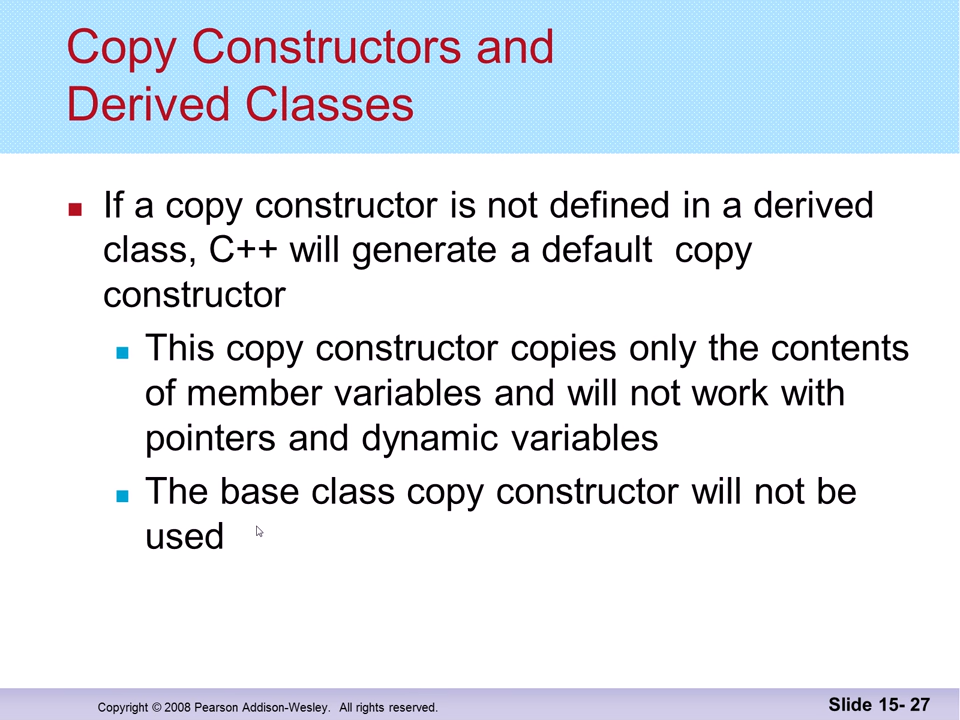 Copy Constructors and
Derived Classes
If a copy constructor is not defined in a derived
class, C++ will generate a default  copy
constructor
This copy constructor copies only the contents
of member variables and will not work with
pointers and dynamic variables
The base class copy constructor will not be
used
Copyright © 2008 Pearson Addison-Wesley.  All rights reserved.
Slide 15- 27